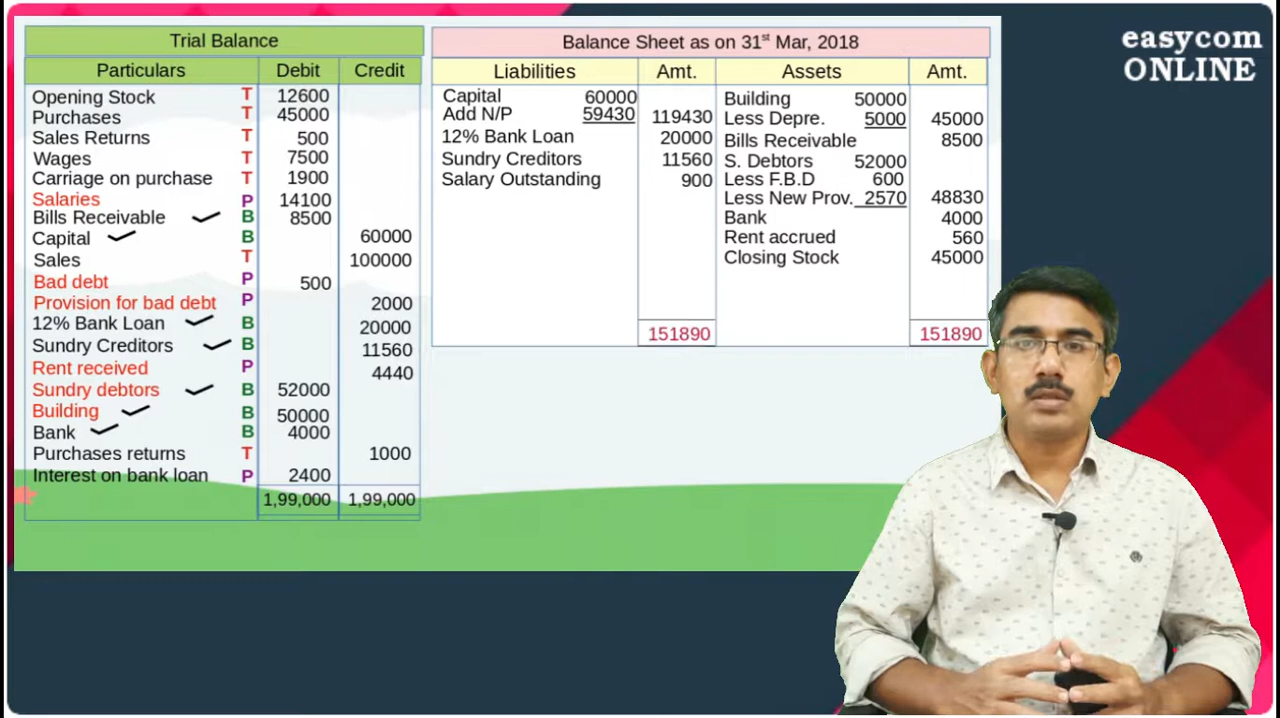 easycom
ONLINE
Trial Balance
Particulars Debit Credit
Opening Stock T 12600
Purchases T 45000
Sales Returns T 500
Wages T 7500
Carriage on purchase T 1900
Salaries P 14100
Bills Receivable B 8500
Capital B 60000
Sales T 100000
Bad debt P 500
Provision for bad debt P 2000
12% Bank Loan B 20000
Sundry Creditors B 11560
Rent received P 4440
Sundry debtors B 52000
Building B 50000
Bank B 4000
Purchases returns T 1000
Interest on bank loan P 2400
1,99,000 1,99,000
Balance Sheet as on 31st Mar, 2018
Liabilities Amt. Assets Amt.
Capital 60000 Building 50000
Add N/P 59430 119430 Less Depre. 5000 45000
12% Bank Loan 20000 Bills Receivable 8500
Sundry Creditors 11560 S. Debtors 52000
Salary Outstanding 900 Less F.B.D 600
Less New Prov. 2570 48830
Bank 4000
Rent accrued 560
Closing Stock 45000
151890 151890